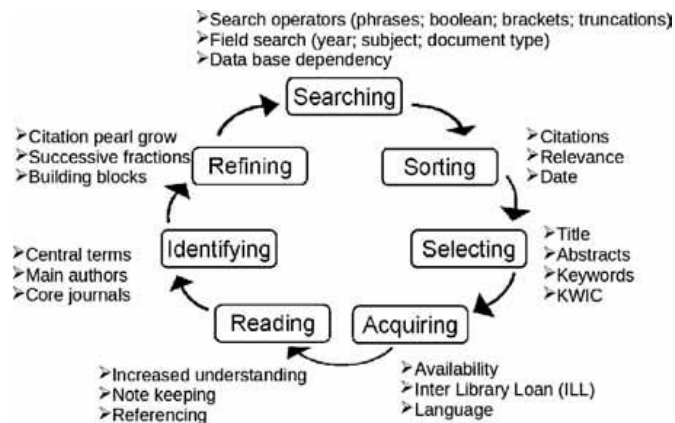 ➢Search operators (phrases; boolean; brackets; truncations)
➢Field search (year; subject; document type)
➢Data base dependency
Searching
➢Citation pearl grow
➢Successive fractions
➢Building blocks
Refining
Sorting
➢Citations
➢Relevance
➢Date
➢Central terms
➢Main authors
➢Core journals
Identifying
Selecting
➢Title
➢Abstracts
➢Keywords
➢KWIC
Reading
Acquiring
➢Increased understanding
➢Note keeping
➢Referencing
➢Availability
➢Inter Library Loan (ILL)
➢Language